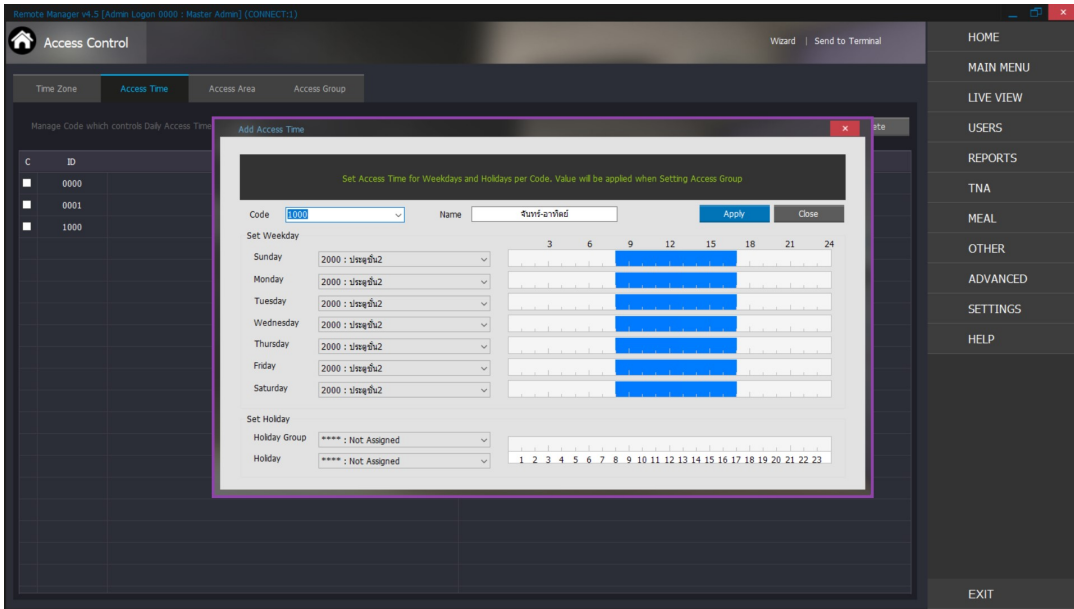 Remote Manager v4.5 [Admin Logon 0000 : Master Admin] (CONNECT:1)
Access Control
Wizard | Send to Terminal
Time Zone Access Time Access Area Access Group
Manage Code which controls Daily Access Time
C ID
0000
0001
1000
Add Access Time
Set Access Time for Weekdays and Holidays per Code. Value will be applied when Setting Access Group
Code 1000 Name จันทร์-อาทิตย์ Apply Close
Set Weekday
3 6 9 12 15 18 21 24
Sunday 2000 : ประตูชั้น2
Monday 2000 : ประตูชั้น2
Tuesday 2000 : ประตูชั้น2
Wednesday 2000 : ประตูชั้น2
Thursday 2000 : ประตูชั้น2
Friday 2000 : ประตูชั้น2
Saturday 2000 : ประตูชั้น2
Set Holiday
Holiday Group **** : Not Assigned
Holiday **** : Not Assigned
1 2 3 4 5 6 7 8 9 10 11 12 13 14 15 16 17 18 19 20 21 22 23
HOME
MAIN MENU
LIVE VIEW
USERS
REPORTS
TNA
MEAL
OTHER
ADVANCED
SETTINGS
HELP
EXIT